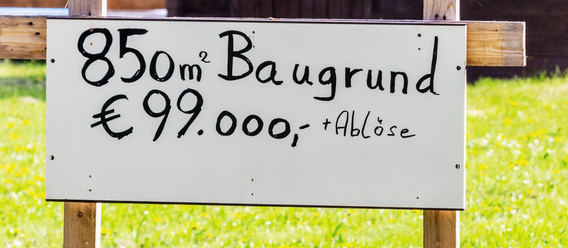 850m² Baugrund
€ 99.000,- +Ablöse